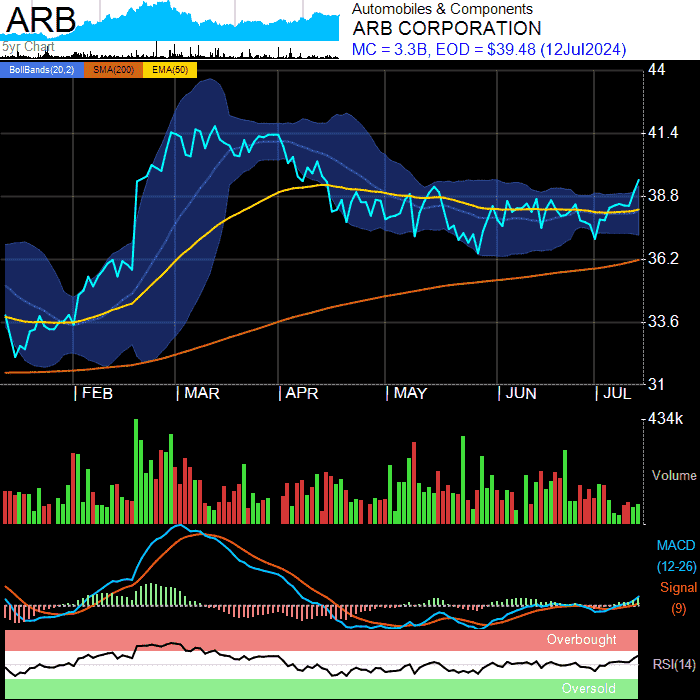 ARB
5yr Chart
Automobiles & Components
ARB CORPORATION
MC = 3.3B, EOD = $39.48 (12Jul2024)
BollBands(20,2) SMA(200) EMA(50)
44
41.4
38.8
36.2
33.6
31
FEB MAR APR MAY JUN JUL
434k
Volume
MACD
(12-26)
Signal
(9)
Overbought
RSI(14)
Oversold